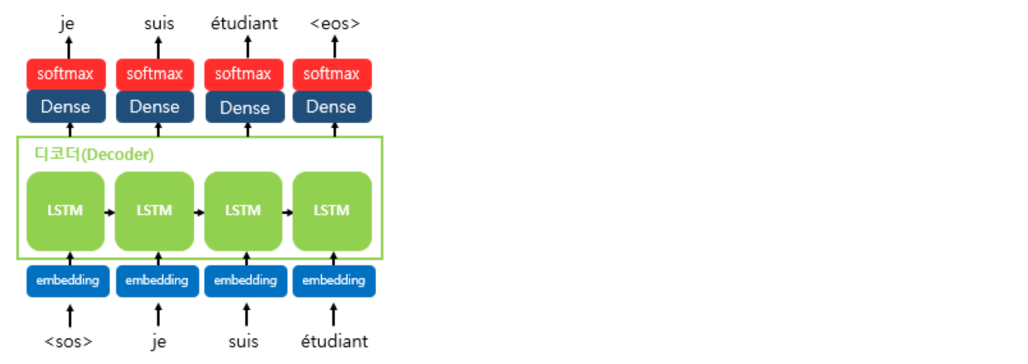 je suis étudiant <eos>
softmax softmax softmax softmax
Dense Dense Dense Dense
디코더(Decoder)
LSTM LSTM LSTM LSTM
embedding embedding embedding embedding
<sos> je suis étudiant